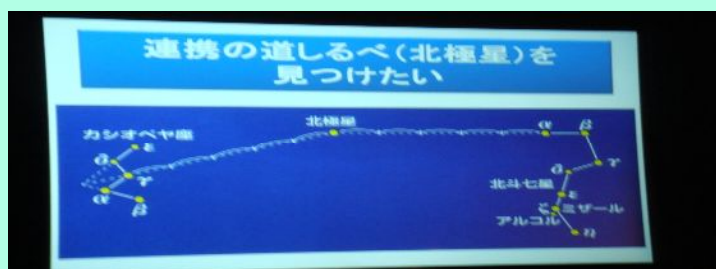 連携の道しるべ(北極星)を
見つけたい
北極星
α
β
カシオペヤ座
ε
δ
γ
α
β
γ
δ
北斗七星
ε
ζ
ミザール
アルコル
η